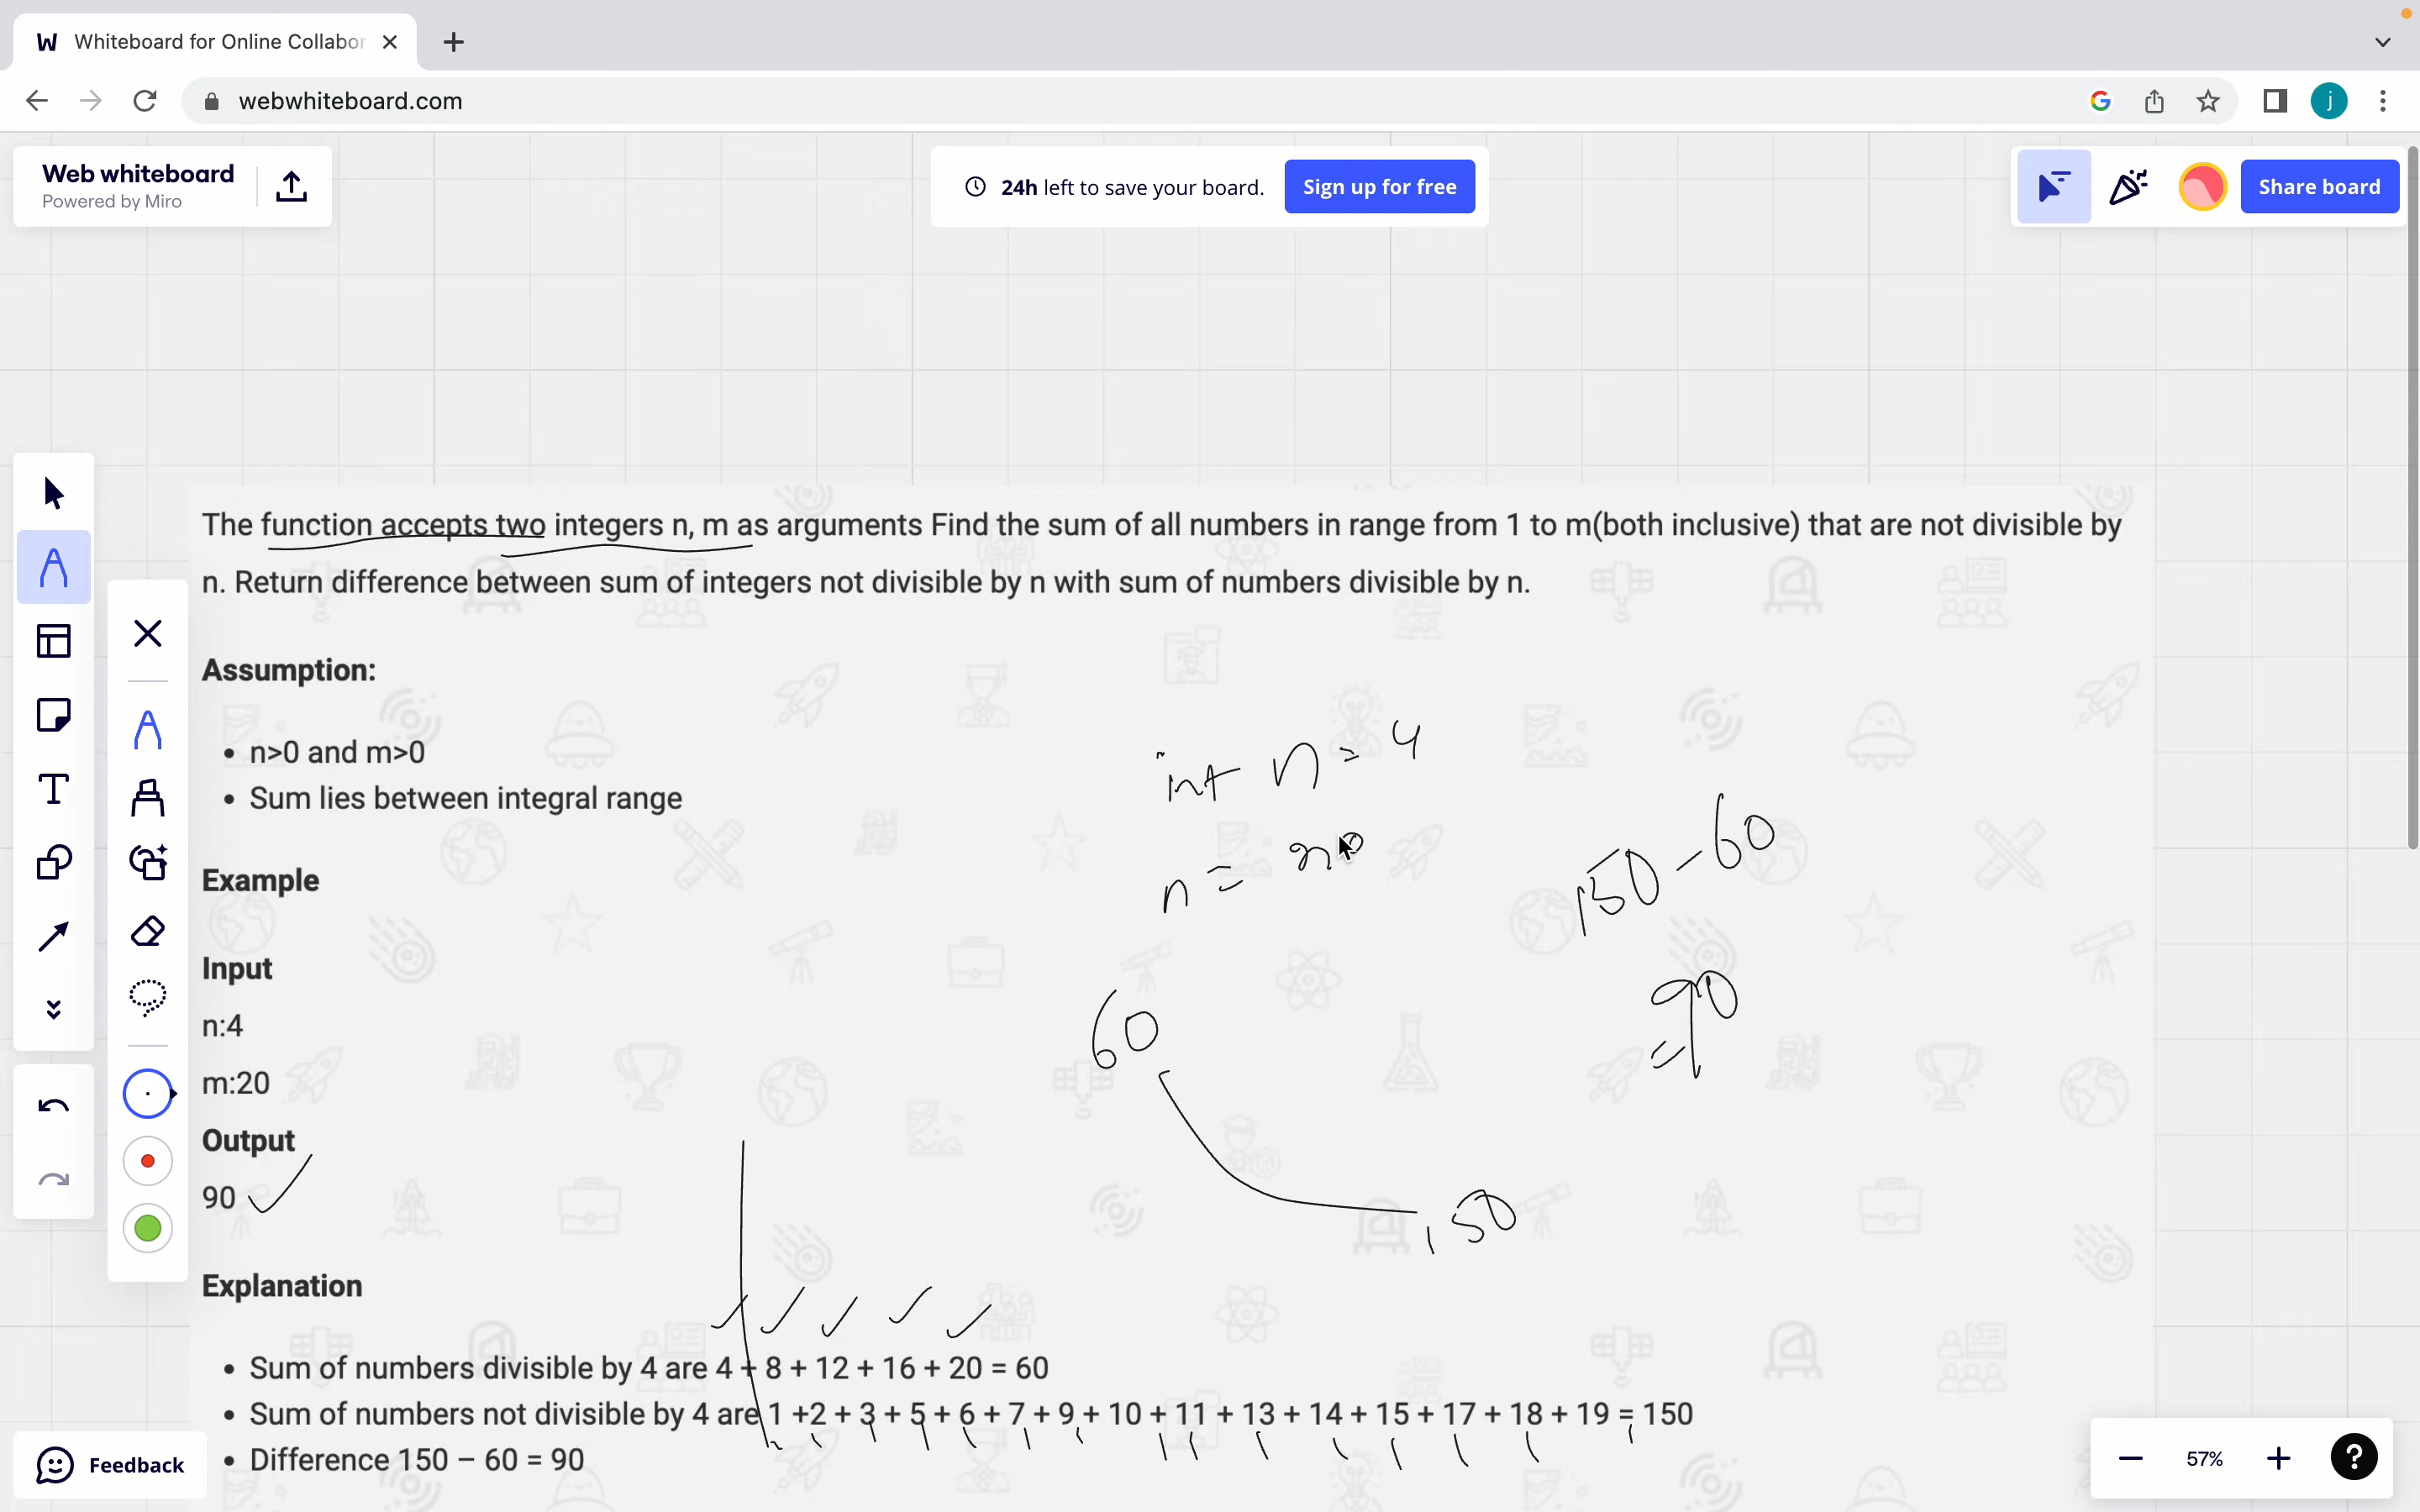 Whiteboard for Online Collabor
webwhiteboard.com
Web whiteboard
Powered by Miro
24h left to save your board.
Sign up for free
Share board
j
The function accepts two integers n, m as arguments Find the sum of all numbers in range from 1 to m(both inclusive) that are not divisible by
n. Return difference between sum of integers not divisible by n with sum of numbers divisible by n.
Assumption:
• n>0 and m>0
• Sum lies between integral range
int n = 4
n =
150 - 60
= 90
Example
Input
n:4
60
m:20
Output
90
150
Explanation
• Sum of numbers divisible by 4 are 4 + 8 + 12 + 16 + 20 = 60
• Sum of numbers not divisible by 4 are 1 +2 + 3 + 5 + 6 + 7 + 9 + 10 + 11 + 13 + 14 + 15 + 17 + 18 + 19 = 150
• Difference 150 – 60 = 90
Feedback
57%